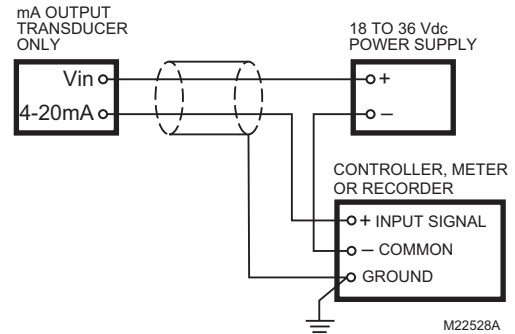 mA OUTPUT
TRANSDUCER
ONLY
18 TO 36 Vdc
POWER SUPPLY
Vin
+
4-20mA
–
CONTROLLER, METER
OR RECORDER
+ INPUT SIGNAL
– COMMON
GROUND
M22528A